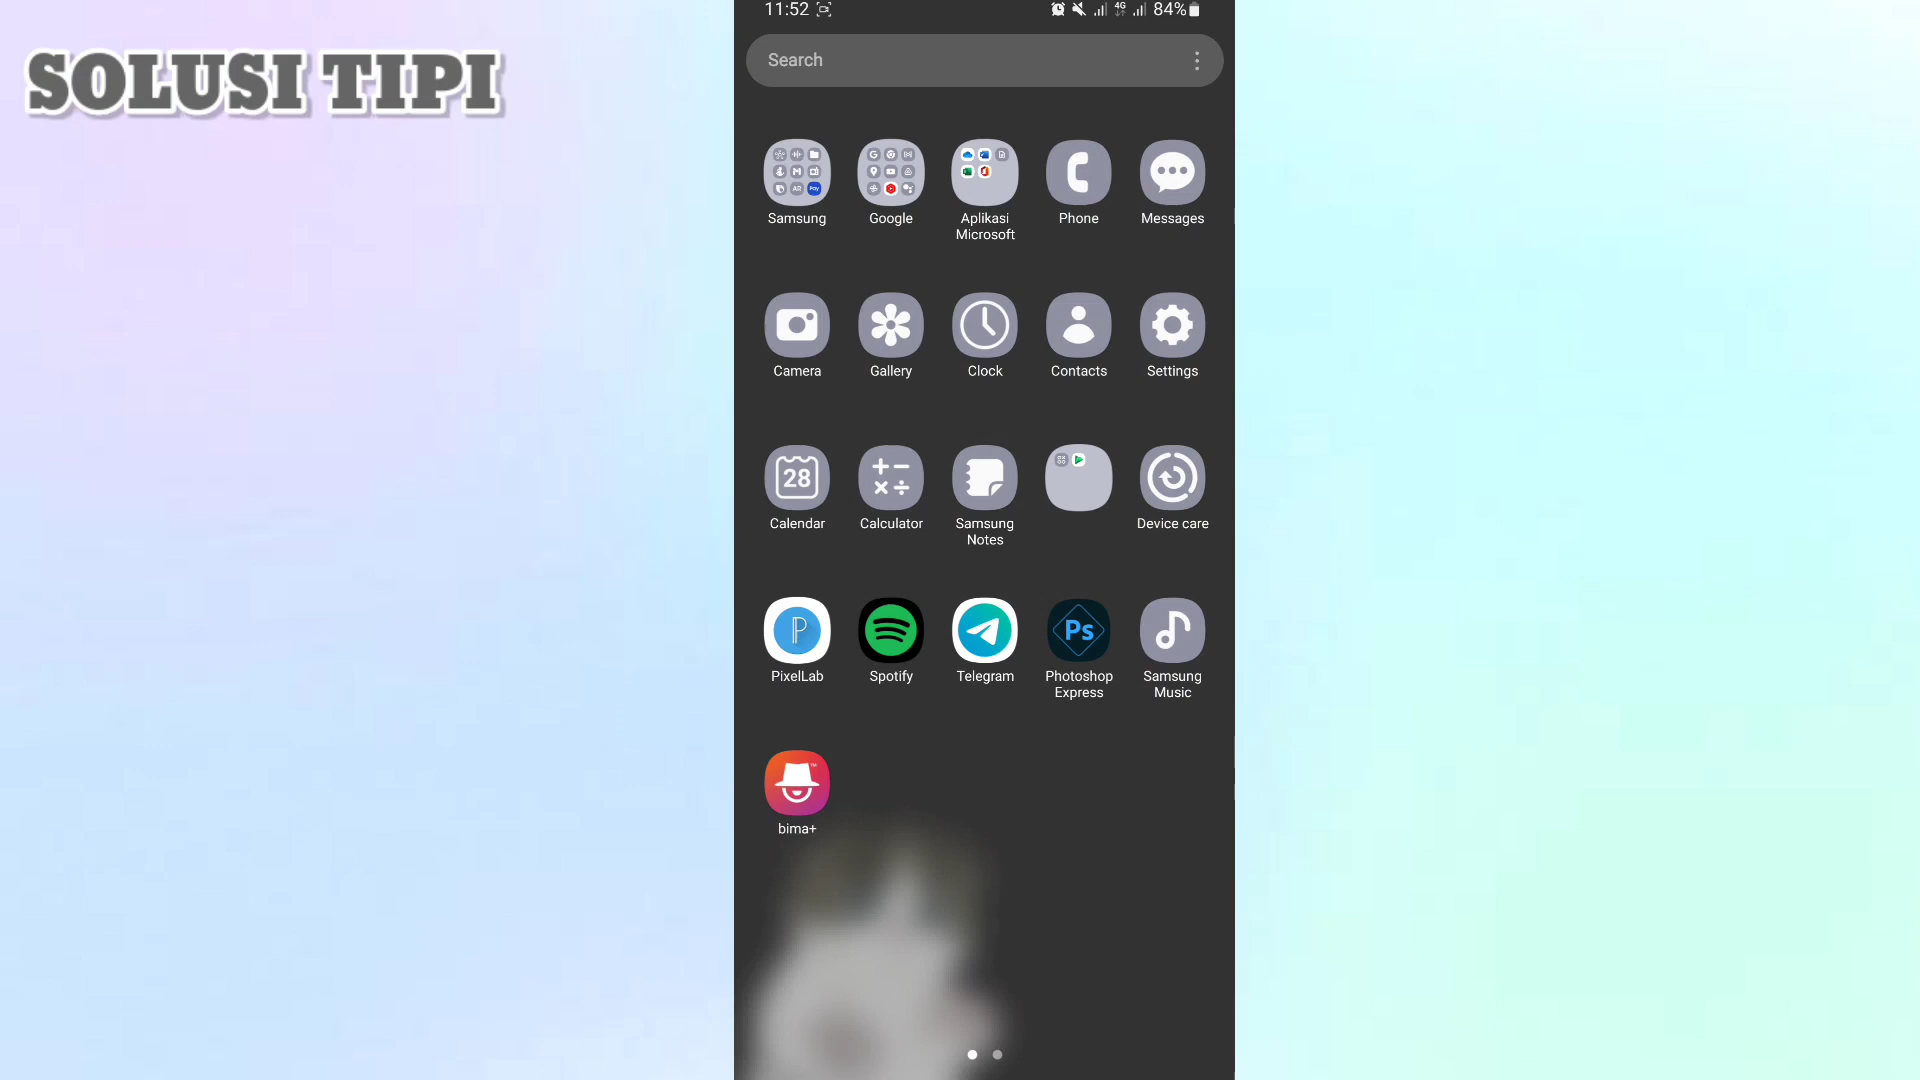 SOLUSI TIPI
11:52
4G
84%
Search
Samsung
Google
Aplikasi
Microsoft
Phone
Messages
Camera
Gallery
Clock
Contacts
Settings
28
Calendar
Calculator
Samsung
Notes
Device care
PixelLab
Spotify
Telegram
Ps
Photoshop
Express
Samsung
Music
bima+